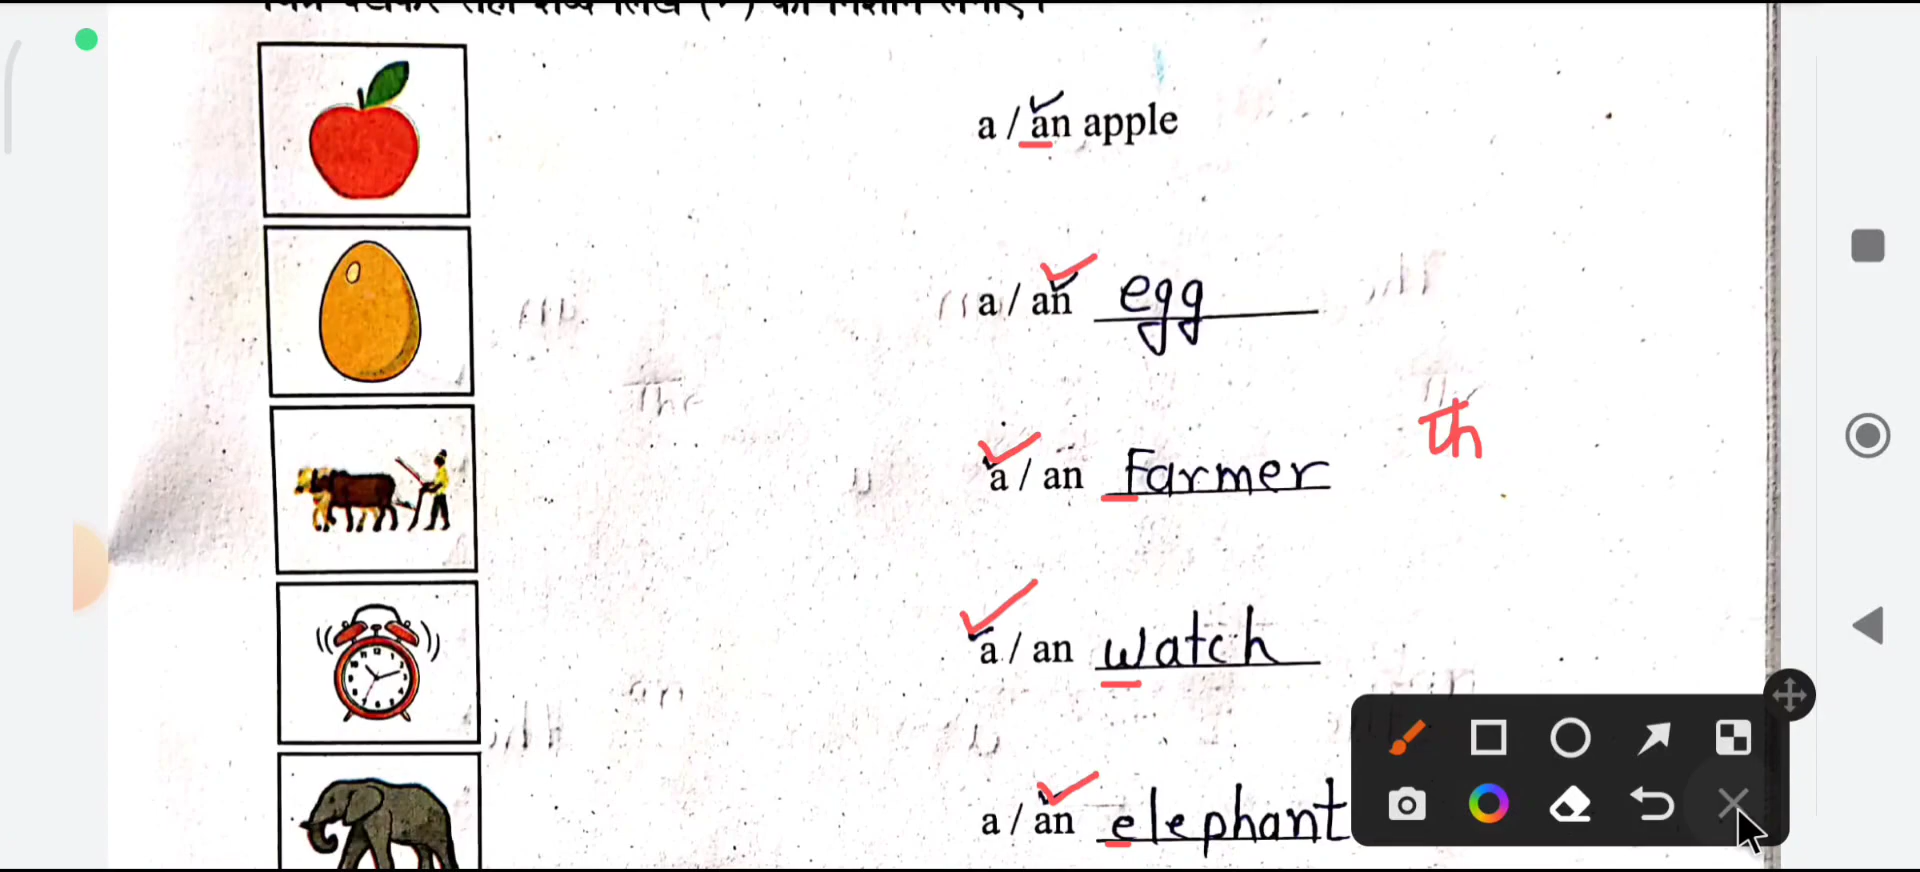 a / an apple
a / an egg
a / an Farmer
Th
a / an watch
a / an elephant